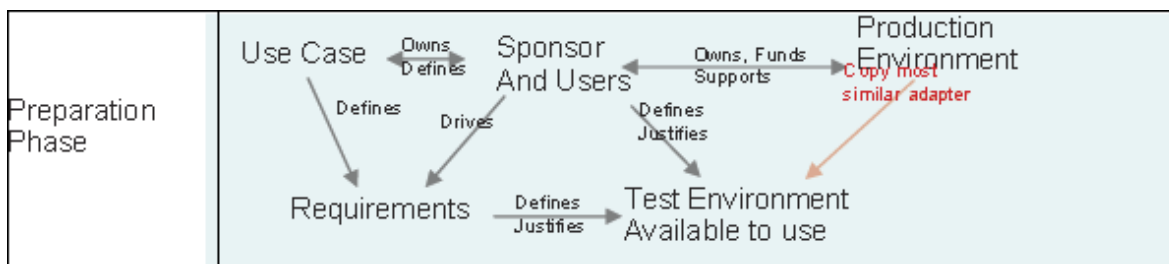 Preparation
Phase
Use Case
Owns
Defines
Sponsor
And Users
Owns, Funds
Supports
Production
Environment
Copy most
similar adapter
Defines
Drives
Defines
Justifies
Requirements
Defines
Justifies
Test Environment
Available to use